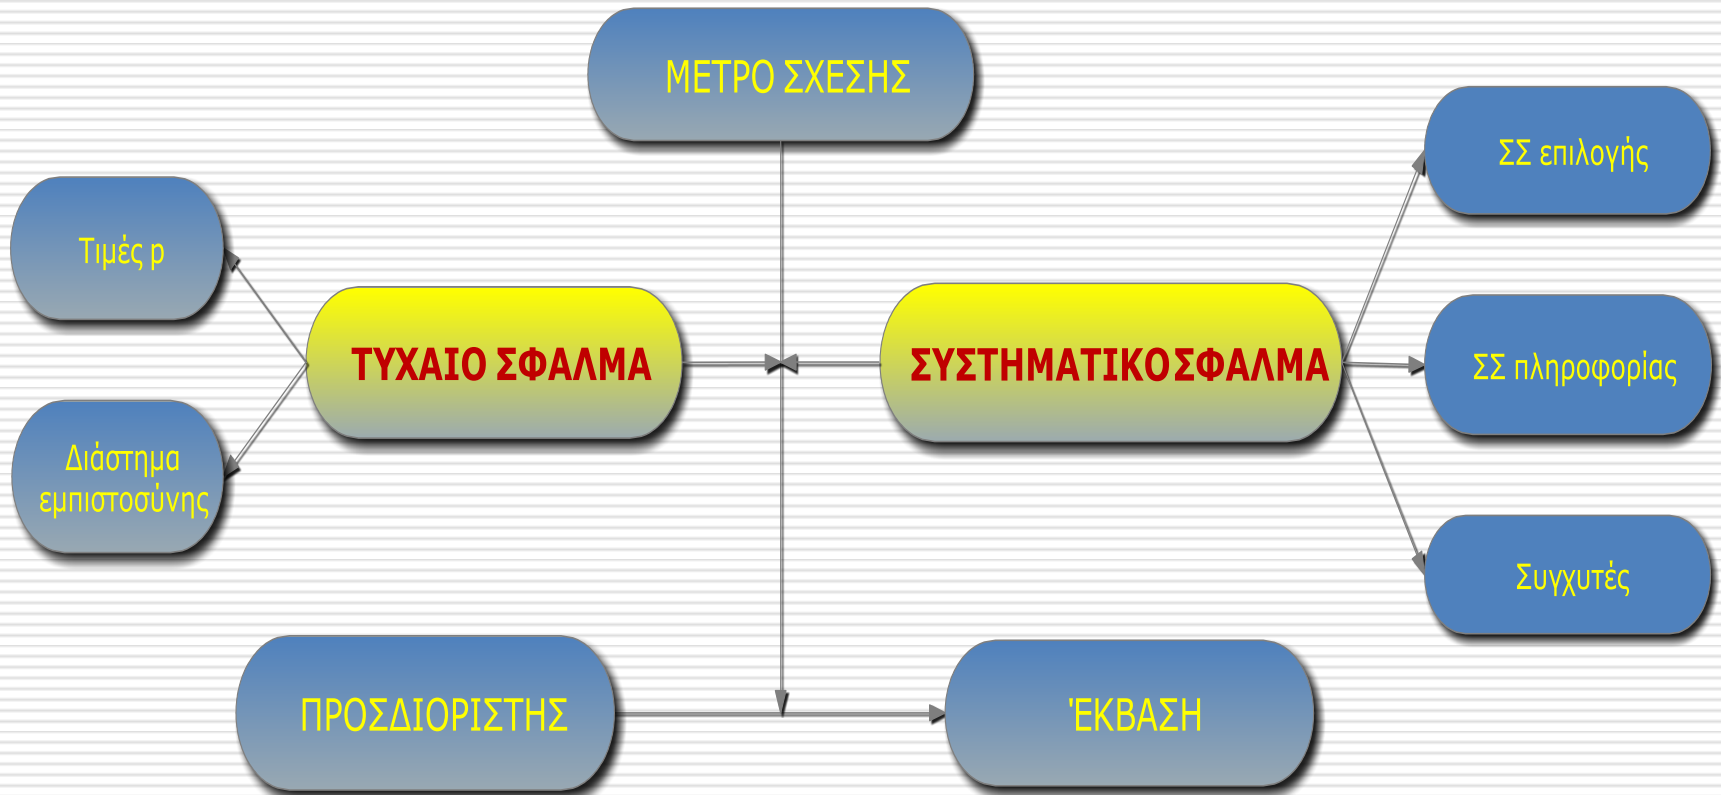 ΜΕΤΡΟ ΣΧΕΣΗΣ
ΣΣ επιλογής
Τιμές p
ΤΥΧΑΙΟ ΣΦΑΛΜΑ
ΣΥΣΤΗΜΑΤΙΚΟ ΣΦΑΛΜΑ
ΣΣ πληροφορίας
Διάστημα
εμπιστοσύνης
Συγχυτές
ΠΡΟΣΔΙΟΡΙΣΤΗΣ
ΈΚΒΑΣΗ